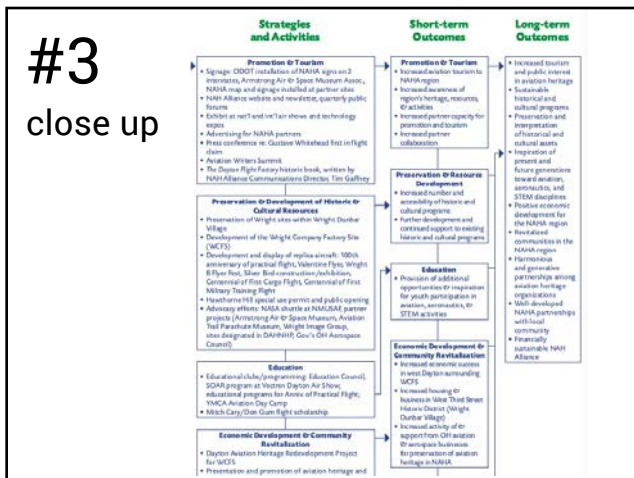 #3
close up
Strategies
and Activities
Promotion & Tourism
• Signage: ODOT installation of NAHA signs on 2
interstates, Armstrong Air & Space Museum Assoc.,
NAHA map and signage installed at partner sites
• NAH Alliance website and newsletter, quarterly public
forums
• Exhibit at nat'l and int'l air shows and technology
expos
• Advertising for NAHA partners
• Press conference re: Gustave Whitehead first in flight
claim
• Aviation Writers Summit
• The Dayton Flight Factory historic book, written by
NAH Alliance Communications Director, Tim Gaffney
Preservation & Development of Historic &
Cultural Resources
• Preservation of Wright sites within Wright Dunbar
Village
• Development of the Wright Company Factory Site
(WCFS)
• Development and display of replica aircraft: 100th
anniversary of practical flight, Valentine Flyer, Wright
B Flyer Fest, Silver Bird construction/exhibition,
Centennial of First Cargo Flight, Centennial of First
Military Training Flight
• Hawthorne Hill special use permit and public opening
• Advocacy efforts: NASA shuttle at NMUSAF, partner
projects (Armstrong Air & Space Museum, Aviation
Trail Parachute Museum, Wright Image Group,
sites designated in DAHNHP, Gov's OH Aerospace
Council)
Education
• Educational clubs/programming: Education Council,
SOAR program at Vectren Dayton Air Show,
educational programs for Annex of Practical Flight;
YMCA Aviation Day Camp
• Mitch Cary/Don Gum flight scholarship
Economic Development & Community
Revitalization
• Dayton Aviation Heritage Redevelopment Project
for WCFS
• Presentation and promotion of aviation heritage and
Short-term
Outcomes
Promotion & Tourism
• Increased aviation tourism to
NAHA region
• Increased awareness of
region's heritage, resources,
& activities
• Increased partner capacity for
promotion and tourism
• Increased partner
collaboration
Preservation & Resource
Development
• Increased number and
accessibility of historic and
cultural programs
• Further development and
continued support to existing
historic and cultural programs
Education
• Provision of additional
opportunities & inspiration
for youth participation in
aviation, aeronautics, &
STEM activities
Economic Development &
Community Revitalization
• Increased economic success
in west Dayton surrounding
WCFS
• Increased housing &
business in West Third Street
Historic District (Wright
Dunbar Village)
• Increased activity of &
support from OH aviation
& aerospace businesses
for preservation of aviation
heritage in NAHA
Long-term
Outcomes
• Increased tourism
and public interest
in aviation heritage
• Sustainable
historical and
cultural programs
• Preservation and
interpretation
of historical and
cultural assets
• Inspiration of
present and
future generations
toward aviation,
aeronautics, and
STEM disciplines
• Positive economic
development for
the NAHA region
• Revitalized
communities in the
NAHA region
• Harmonious
and generative
partnerships among
aviation heritage
organizations
• Well-developed
NAHA partnerships
with local
community
• Financially
sustainable NAH
Alliance